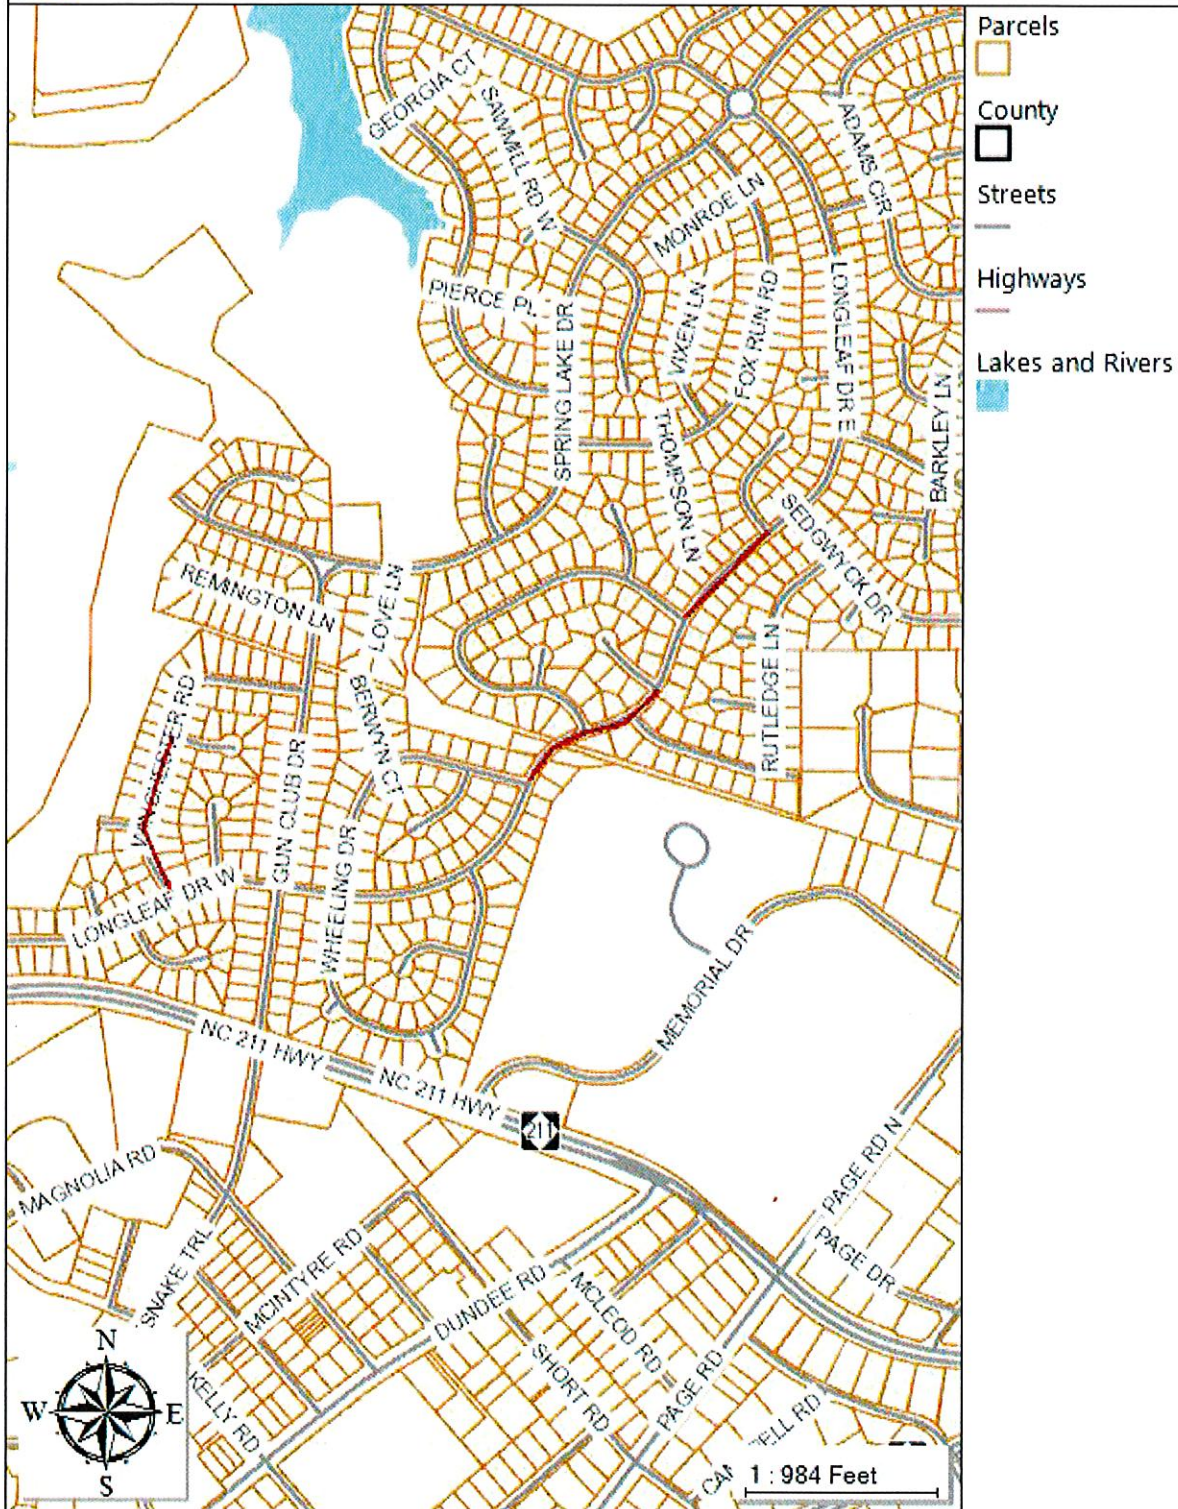 Parcels
County
Streets
Highways
Lakes and Rivers
GEORGIA CT
SAWMILL RD W
ADAMS CIR
MONROE LN
PIERCE PL
SPRING LAKE DR
VIXEN LN
FOX RUN RD
LONGLEAF DR E
BARKLEY LN
THOMPSON LN
SEDGWYCK DR
REMINGTON LN
LOVE LN
RUTLEDGE LN
BERWYN CT
GUN CLUB DR
WHEELING DR
LONGLEAF DR W
MEMORIAL DR
NC 211 HWY
NC 211 HWY
211
PAGE RD N
MAGNOLIA RD
SNAKE TRL
MCINTYRE RD
DUNDEE RD
PAGE DR
MCLEOD RD
SHORT RD
PAGE RD
KELLY RD
N
W
E
S
1 : 984 Feet